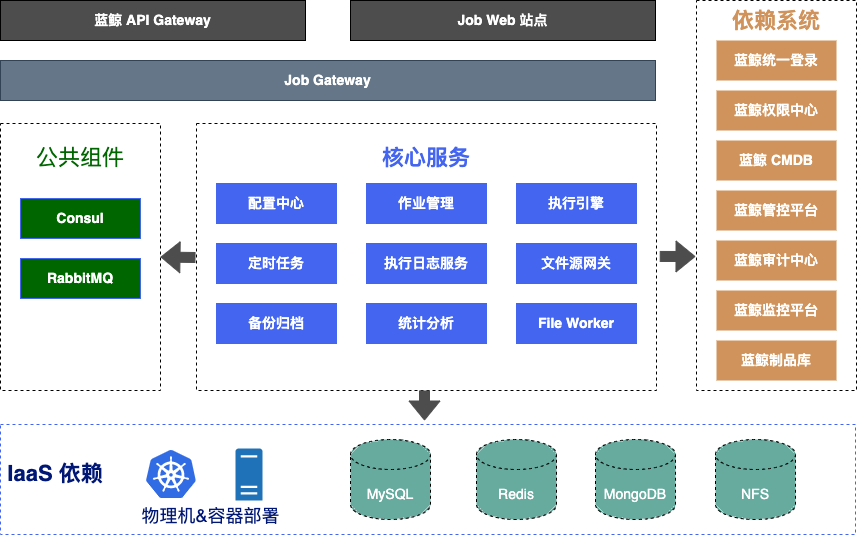 蓝鲸 API Gateway
Job Web 站点
Job Gateway
公共组件
Consul
RabbitMQ
核心服务
配置中心
作业管理
执行引擎
定时任务
执行日志服务
文件源网关
备份归档
统计分析
File Worker
依赖系统
蓝鲸统一登录
蓝鲸权限中心
蓝鲸 CMDB
蓝鲸管控平台
蓝鲸审计中心
蓝鲸监控平台
蓝鲸制品库
IaaS 依赖
物理机&容器部署
MySQL
Redis
MongoDB
NFS